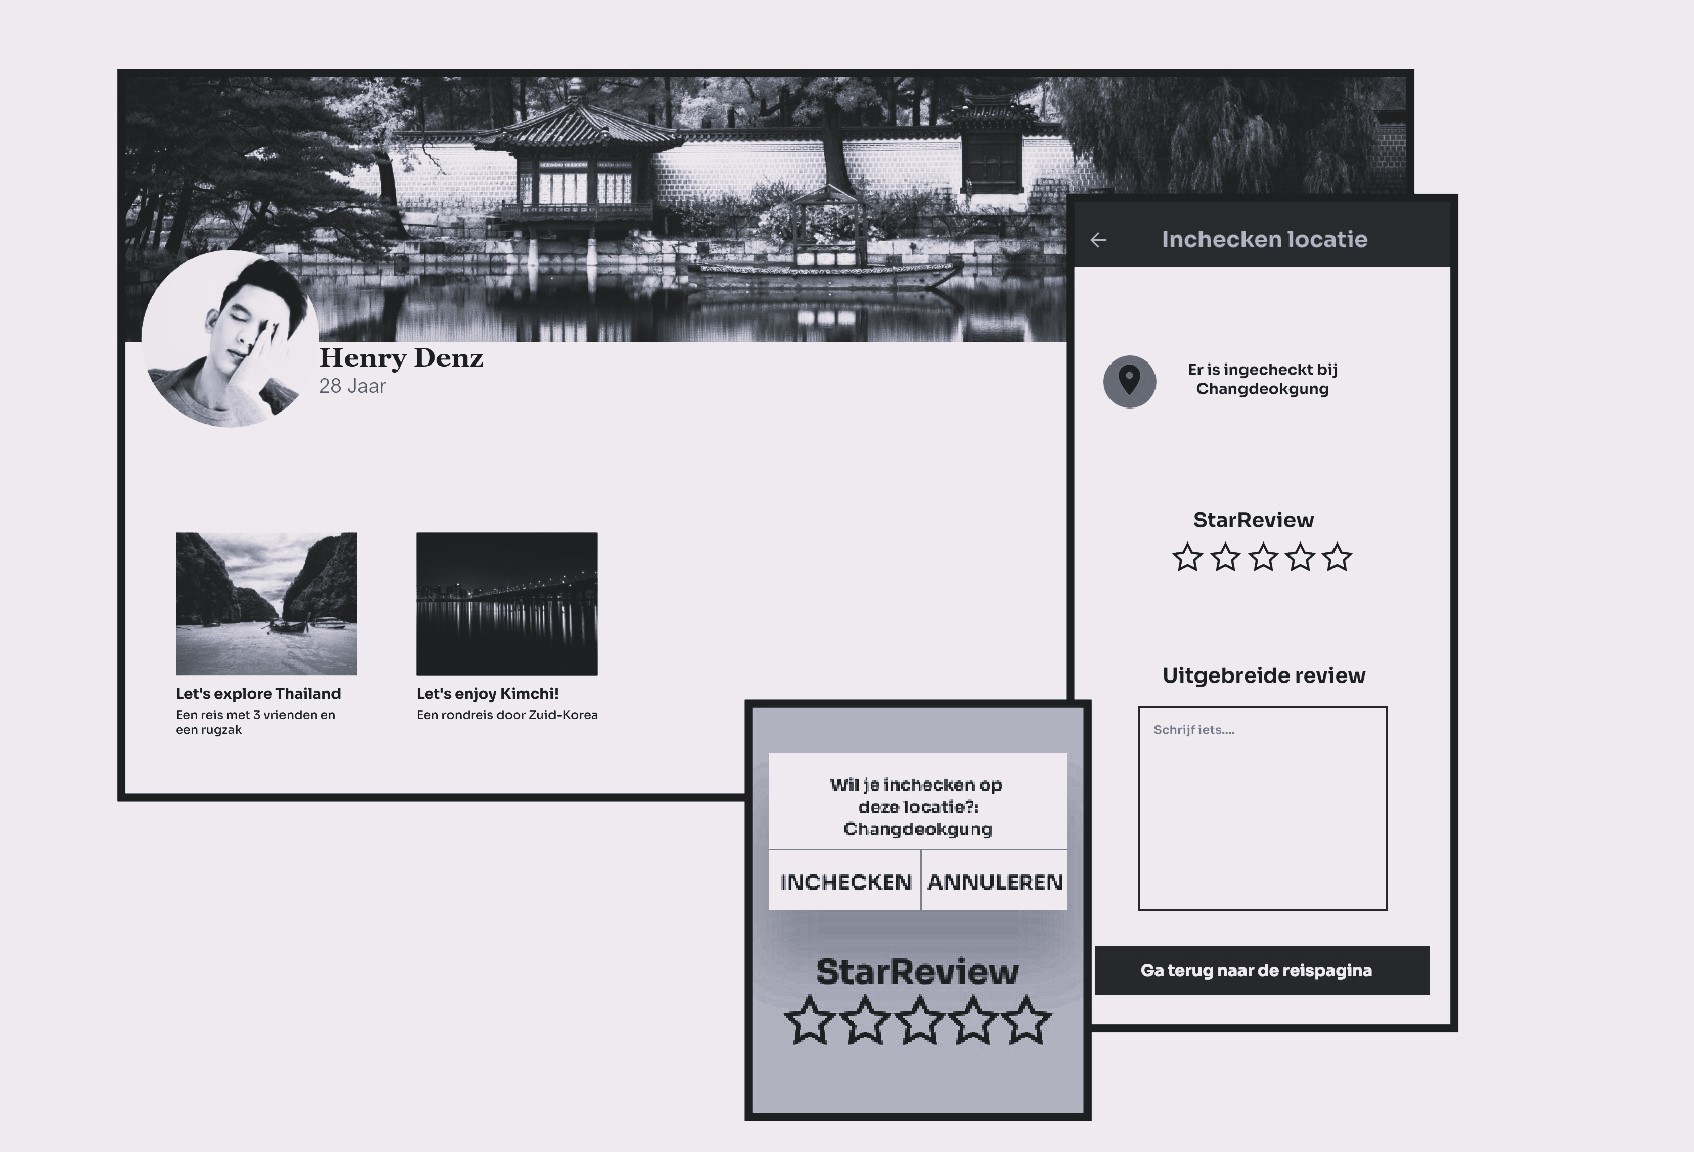 Henry Denz
28 Jaar
Let's explore Thailand
Een reis met 3 vrienden en
een rugzak
Let's enjoy Kimchi!
Een rondreis door Zuid-Korea
Inchecken locatie
Er is ingecheckt bij
Changdeokgung
StarReview
Uitgebreide review
Schrijf iets....
Ga terug naar de reispagina
Wil je inchecken op
deze locatie?:
Changdeokgung
INCHECKEN
ANNULEREN
StarReview